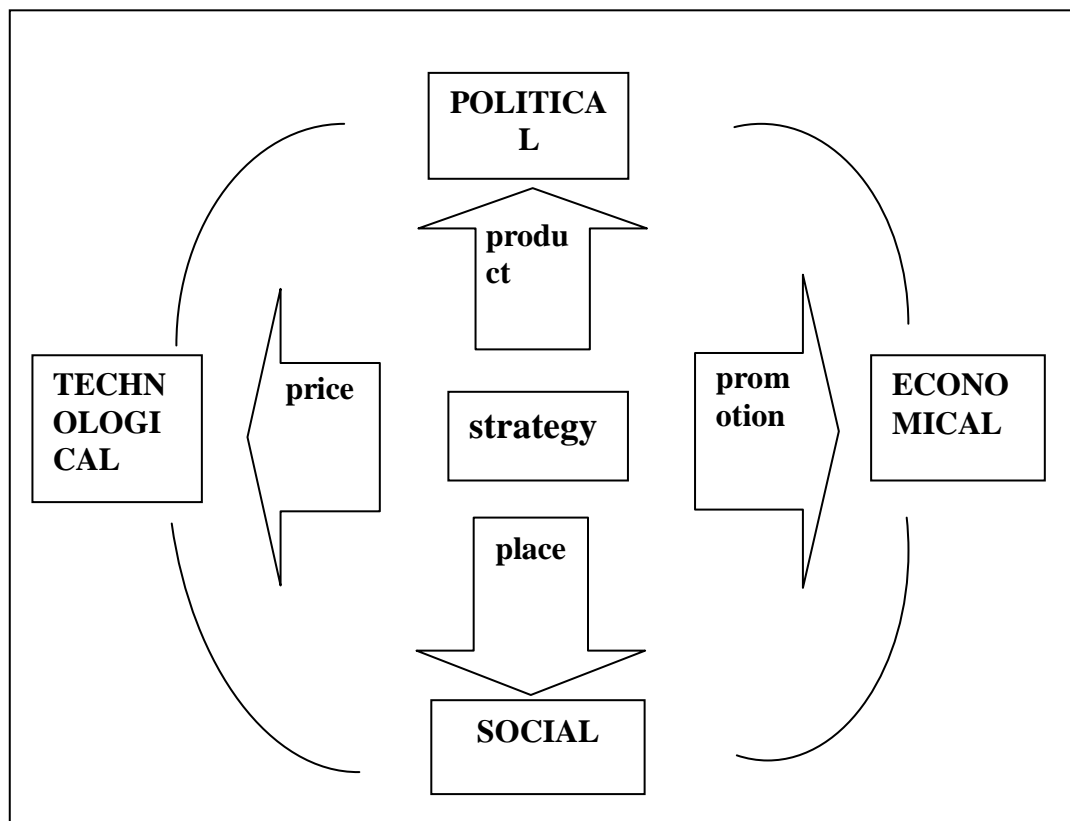 POLITICA
L
produ
ct
TECHN
OLOGI
CAL
price
strategy
prom
otion
ECONO
MICAL
place
SOCIAL